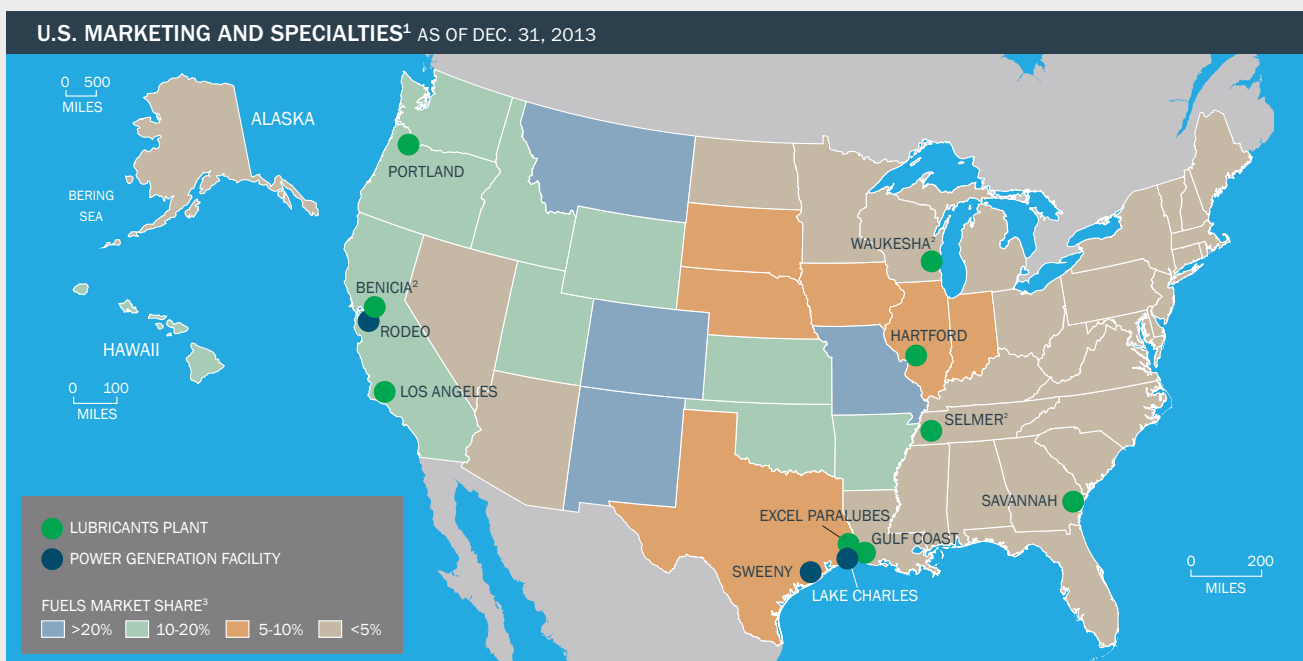 U.S. MARKETING AND SPECIALTIES¹ AS OF DEC. 31, 2013
0 500
MILES
ALASKA
PORTLAND
BERING
SEA
WAUKESHA²
BENICIA²
RODEO
HARTFORD
HAWAII
0 100
MILES
LOS ANGELES
SELMER²
SAVANNAH
EXCEL PARALUBES
GULF COAST
SWEENY
LAKE CHARLES
0 200
MILES
LUBRICANTS PLANT
POWER GENERATION FACILITY
FUELS MARKET SHARE³
>20% 10-20% 5-10% <5%